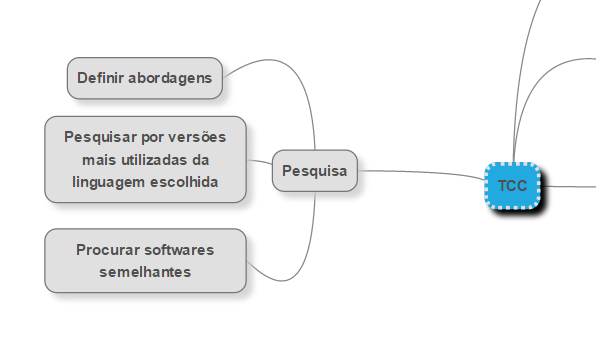 Definir abordagens
Pesquisar por versões
mais utilizadas da
linguagem escolhida
Procurar softwares
semelhantes
Pesquisa
TCC